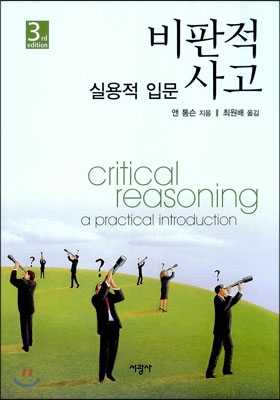 3rd
edition
비판적
실용적 입문 사고
앤 톰슨 지음 ▮ 최원배 옮김
critical
reasoning
a practical introduction
? ? ? ? ?
서광사